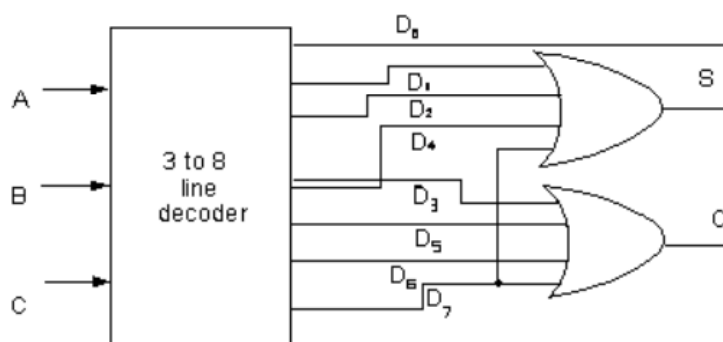 D₀
S
A
D₁
D₂
D₄
3 to 8
line
decoder
B
D₃
C
D₅
D₆
D₇
C